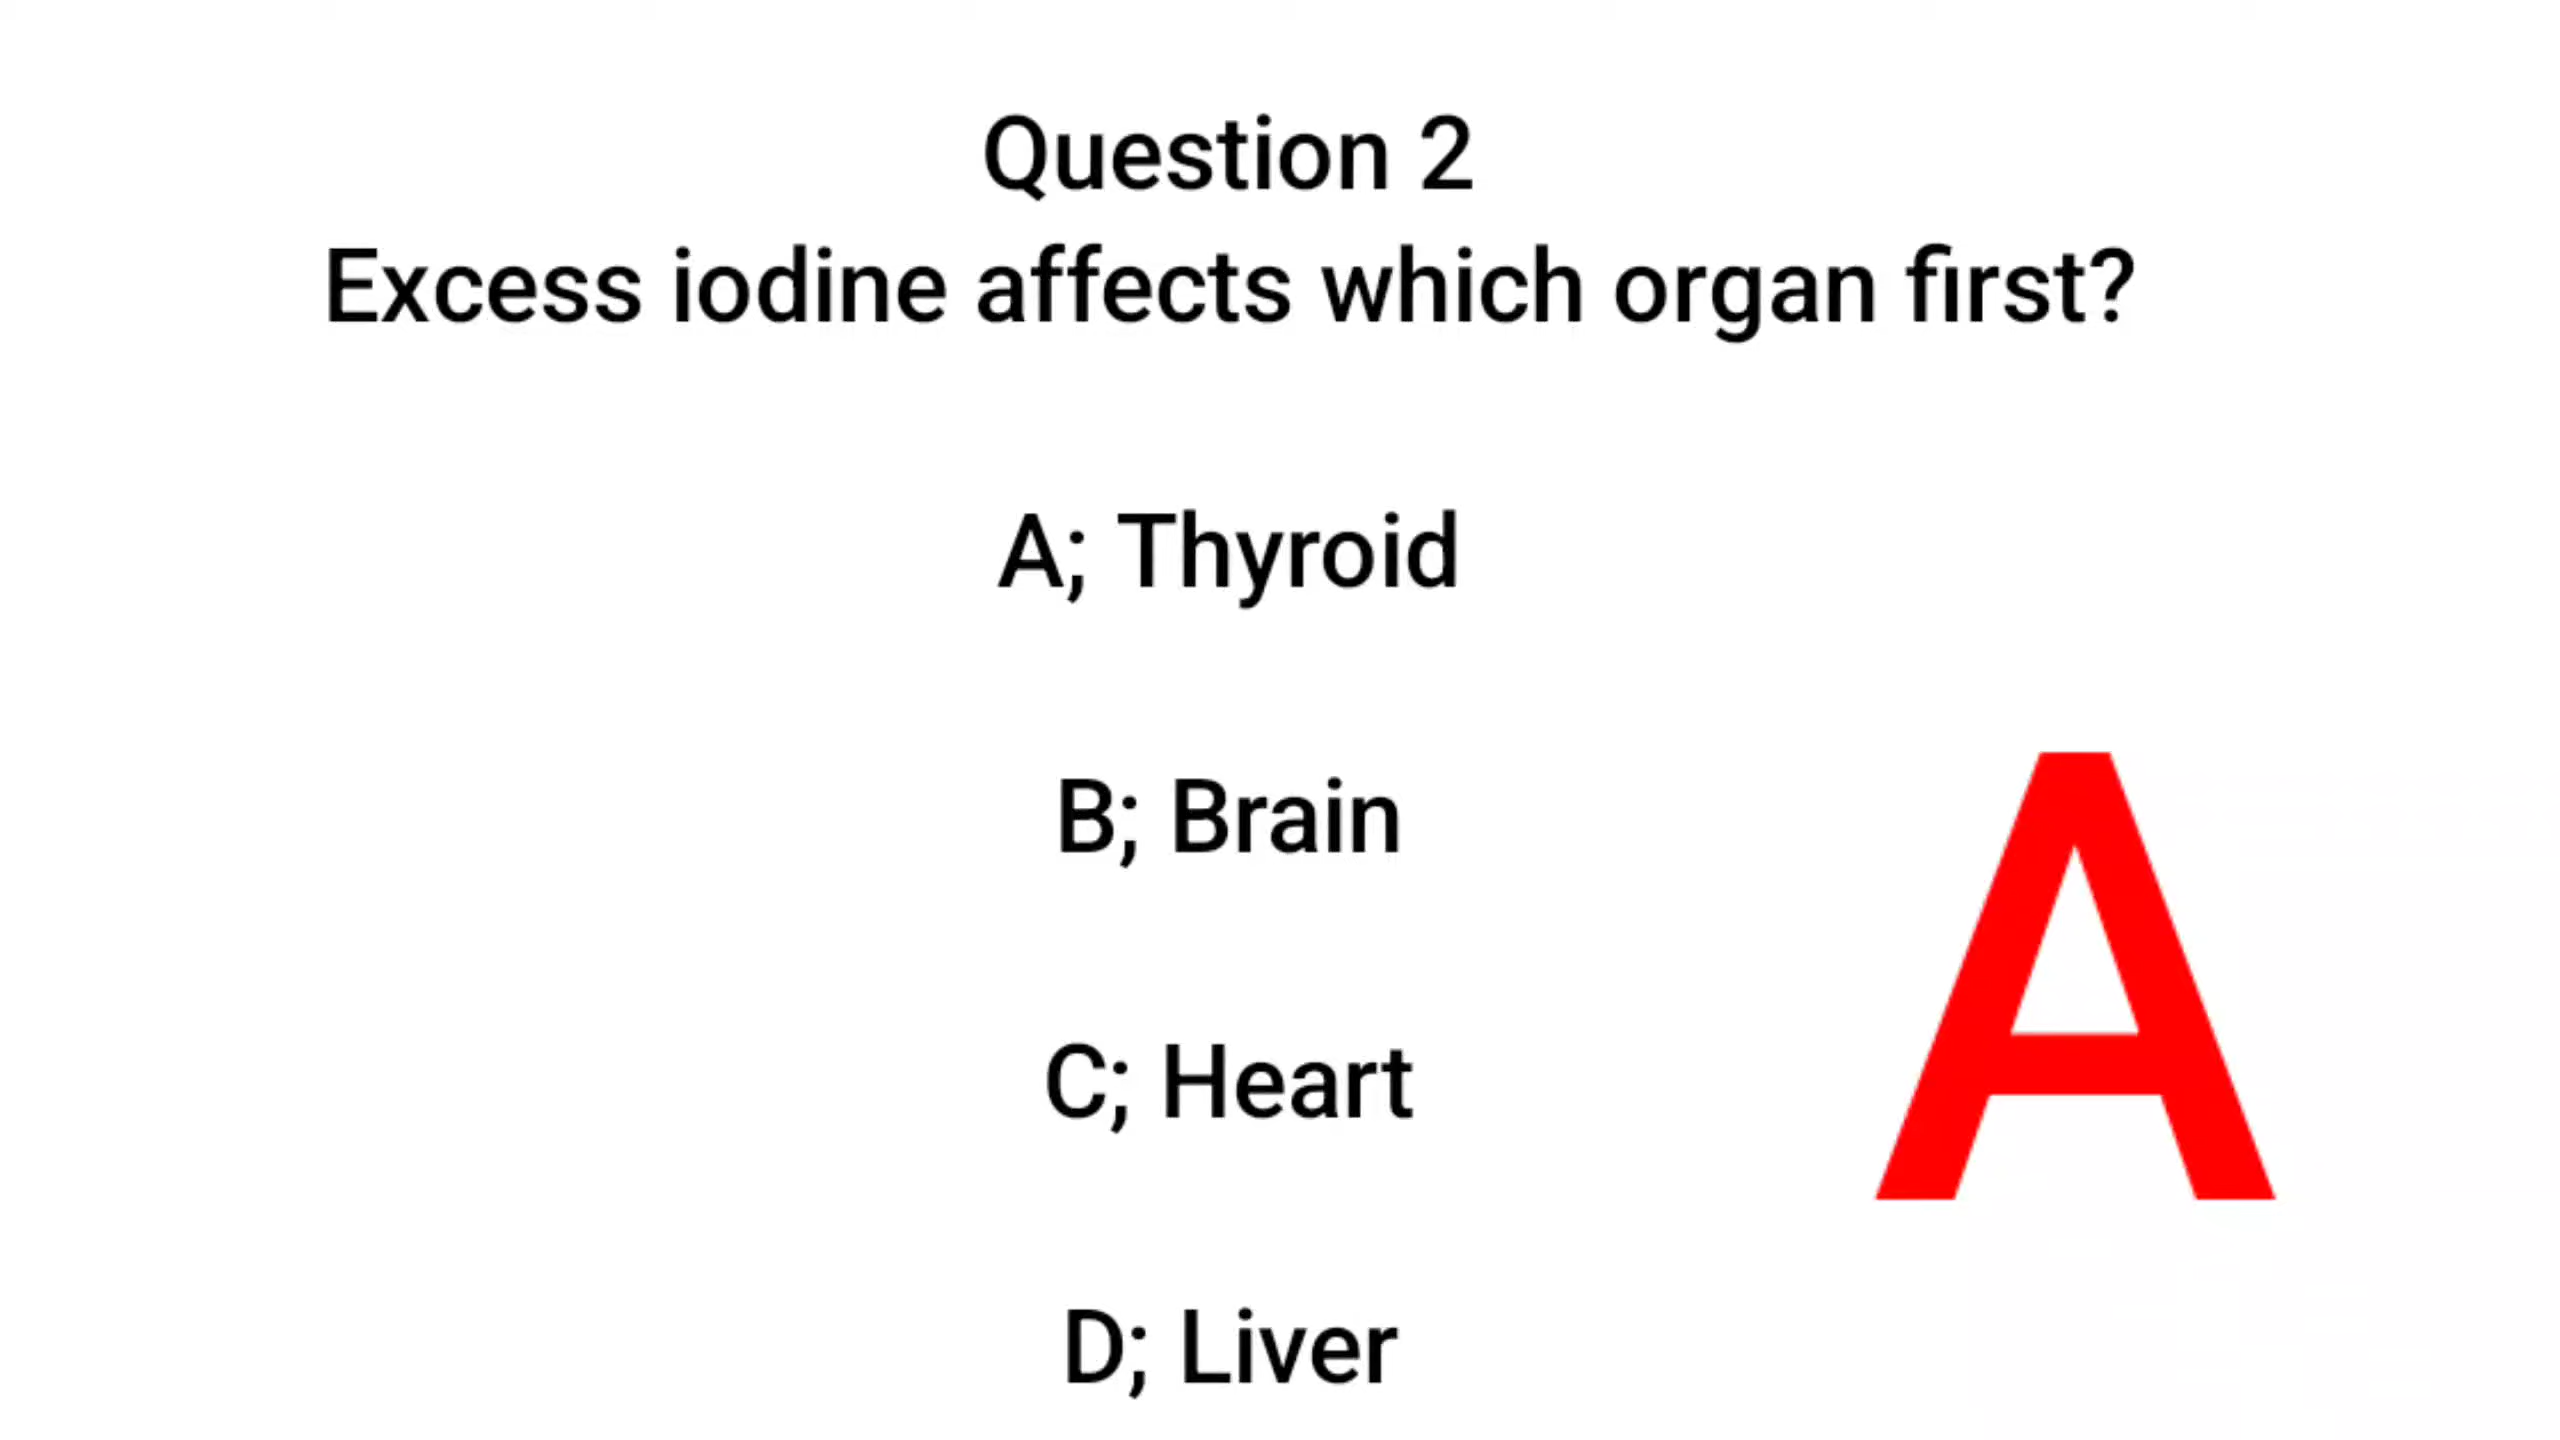 Question 2
Excess iodine affects which organ first?
A; Thyroid
B; Brain
C; Heart
D; Liver
A